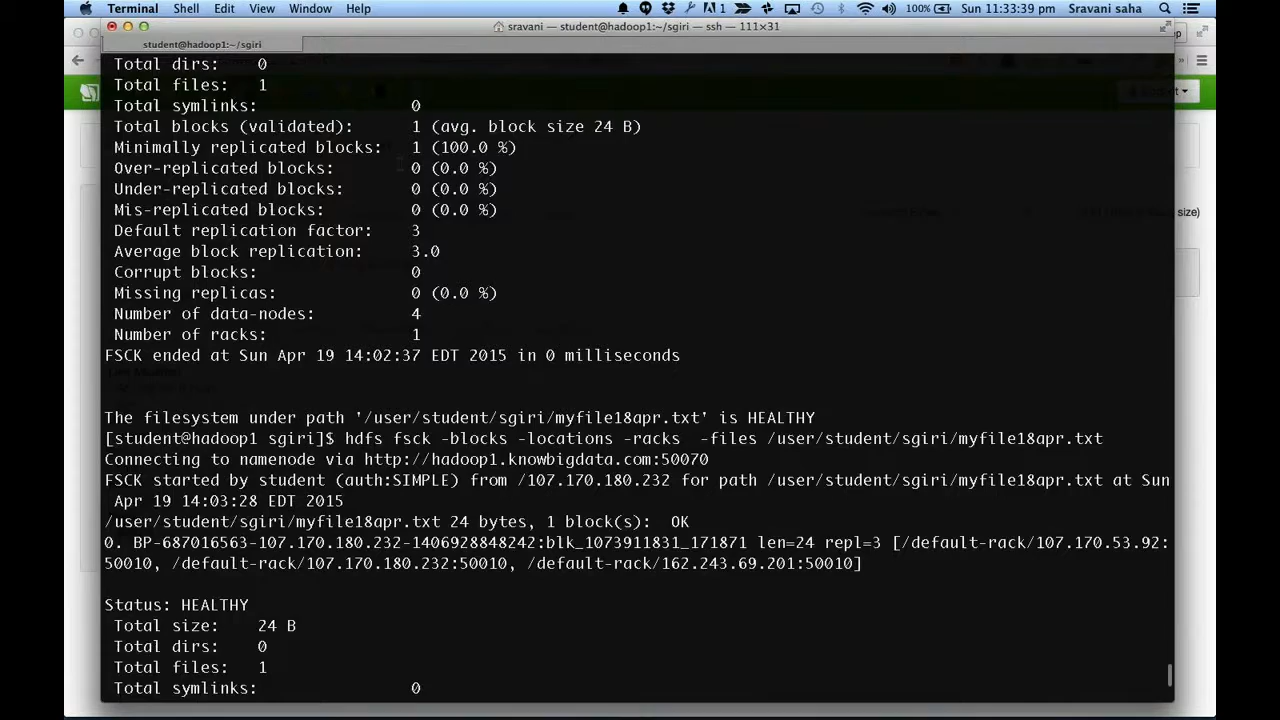 Terminal Shell Edit View Window Help 1 100% Sun 11:33:39 pm Sravani saha
sravani — student@hadoop1:~/sgiri — ssh — 111×31
student@hadoop1:~/sgiri
Total dirs: 0
Total files: 1
Total symlinks: 0
Total blocks (validated): 1 (avg. block size 24 B)
Minimally replicated blocks: 1 (100.0 %)
Over-replicated blocks: 0 (0.0 %)
Under-replicated blocks: 0 (0.0 %)
Mis-replicated blocks: 0 (0.0 %)
size)
Default replication factor: 3
Average block replication: 3.0
Corrupt blocks: 0
Missing replicas: 0 (0.0 %)
Number of data-nodes: 4
Number of racks: 1
FSCK ended at Sun Apr 19 14:02:37 EDT 2015 in 0 milliseconds
The filesystem under path '/user/student/sgiri/myfile18apr.txt' is HEALTHY
[student@hadoop1 sgiri]$ hdfs fsck -blocks -locations -racks  -files /user/student/sgiri/myfile18apr.txt
Connecting to namenode via http://hadoop1.knowbigdata.com:50070
FSCK started by student (auth:SIMPLE) from /107.170.180.232 for path /user/student/sgiri/myfile18apr.txt at Sun
Apr 19 14:03:28 EDT 2015
/user/student/sgiri/myfile18apr.txt 24 bytes, 1 block(s):  OK
0. BP-687016563-107.170.180.232-1406928848242:blk_1073911831_171871 len=24 repl=3 [/default-rack/107.170.53.92:
50010, /default-rack/107.170.180.232:50010, /default-rack/162.243.69.201:50010]
Status: HEALTHY
Total size: 24 B
Total dirs: 0
Total files: 1
Total symlinks: 0